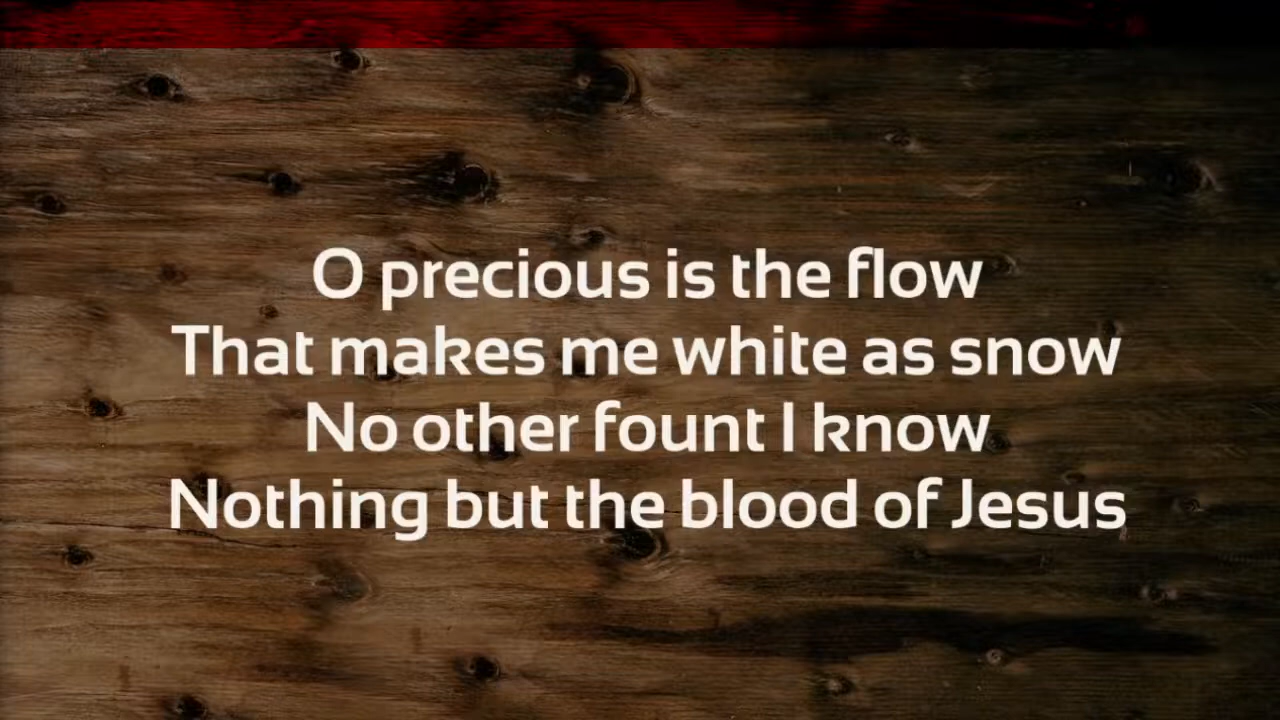 O precious is the flow
That makes me white as snow
No other fount I know
Nothing but the blood of Jesus